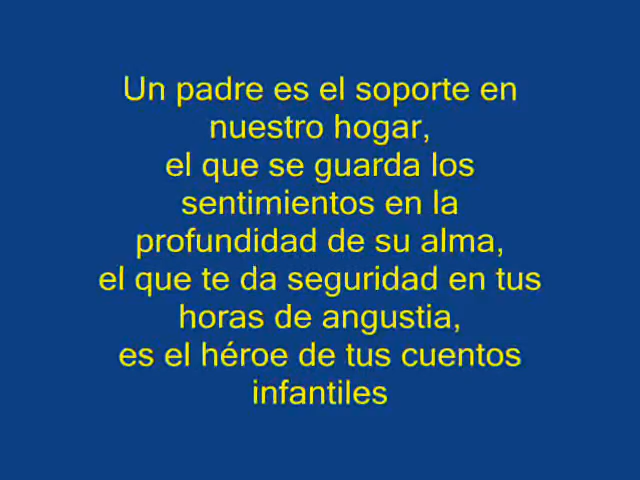 Un padre es el soporte en
nuestro hogar,
el que se guarda los
sentimientos en la
profundidad de su alma,
el que te da seguridad en tus
horas de angustia,
es el héroe de tus cuentos
infantiles